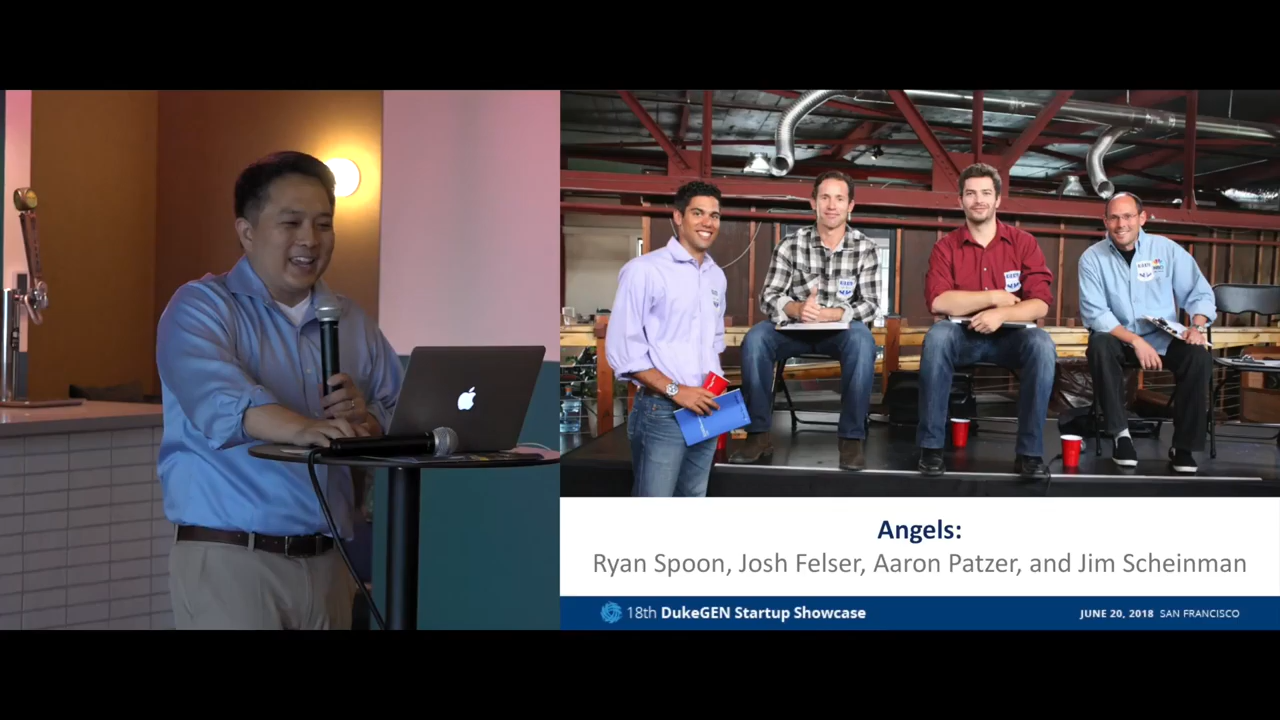 Angels:
Ryan Spoon, Josh Felser, Aaron Patzer, and Jim Scheinman
18th DukeGEN Startup Showcase
JUNE 20, 2018 SAN FRANCISCO